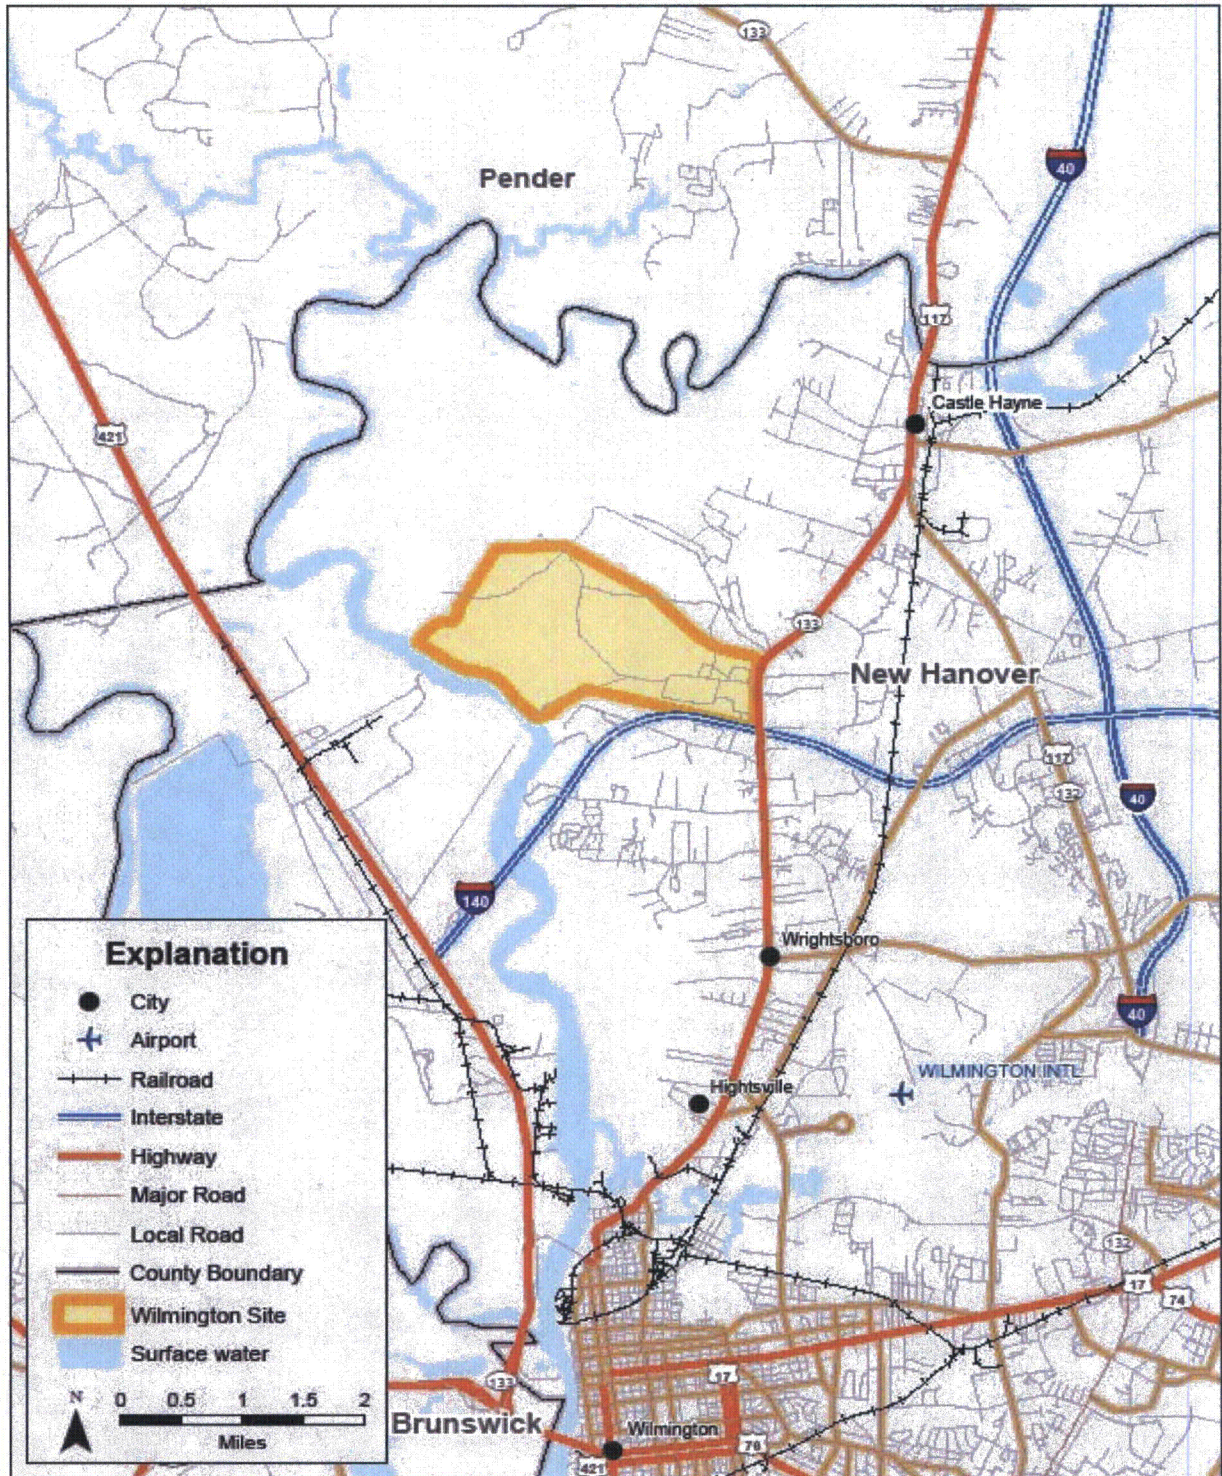 133
40
Pender
117
Castle Hayne
421
133
New Hanover
117
132
40
140
Wrightsboro
40
WILMINGTON INTL
Hightsville
132
17
74
133
17
Brunswick
Wilmington
76
421
Explanation
City
Airport
Railroad
Interstate
Highway
Major Road
Local Road
County Boundary
Wilmington Site
Surface water
N
0 0.5 1 1.5 2
Miles